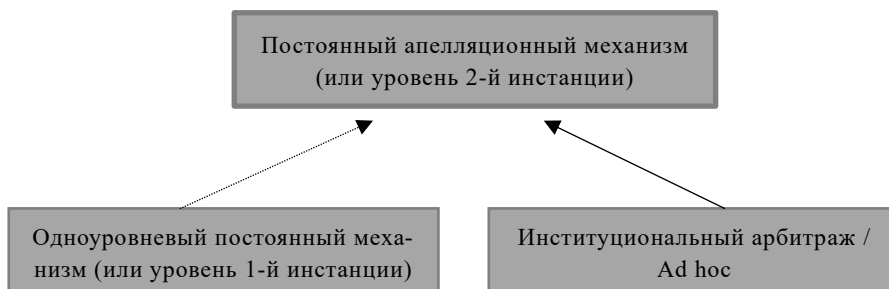 Постоянный апелляционный механизм
(или уровень 2-й инстанции)
Одноуровневый постоянный меха-
низм (или уровень 1-й инстанции)
Институциональный арбитраж /
Ad hoc